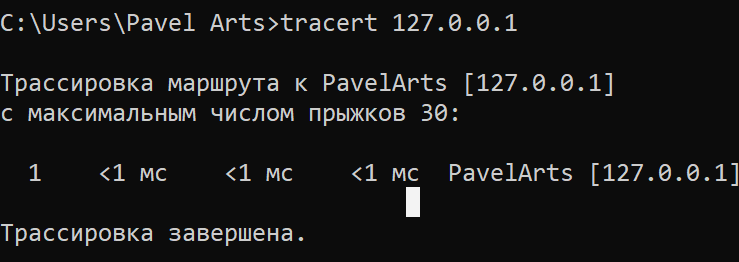 C:\Users\Pavel Arts>tracert 127.0.0.1
Трассировка маршрута к PavelArts [127.0.0.1]
с максимальным числом прыжков 30:
1 <1 мс <1 мс <1 мс PavelArts [127.0.0.1]
Трассировка завершена.